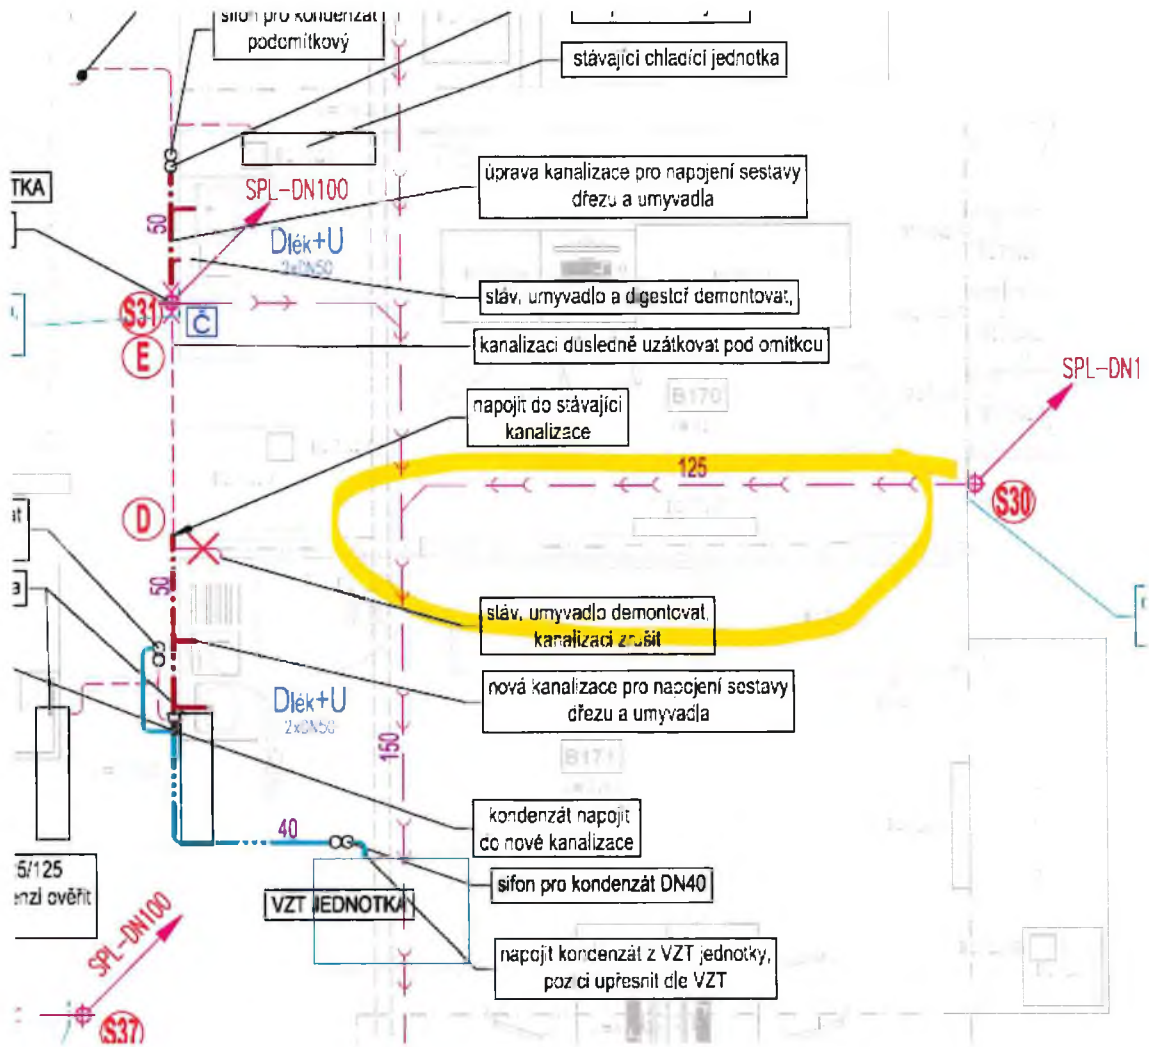 sifon pro kondenzát
podomítkový
stávající chladící jednotka
TKA
SPL-DN100
úprava kanalizace pro napojení sestavy
dřezu a umyvadla
50
Dlék+U
2xDN50
stáv. umyvadlo a digestoř demontovat,
S31
Č
kanalizaci důsledně uzátkovat pod omítkou
E
SPL-DN1
B170
napojit do stávající
kanalizace
125
S30
D
50
stáv. umyvadlo demontovat,
kanalizaci zrušit
nová kanalizace pro napojení sestavy
dřezu a umyvadla
Dlék+U
2xDN50
150
B171
kondenzát napojit
do nové kanalizace
40
5/125
enzi ověřit
sifon pro kondenzát DN40
VZT JEDNOTKA
SPL-DN100
napojit kondenzát z VZT jednotky,
pozici upřesnit dle VZT
S37